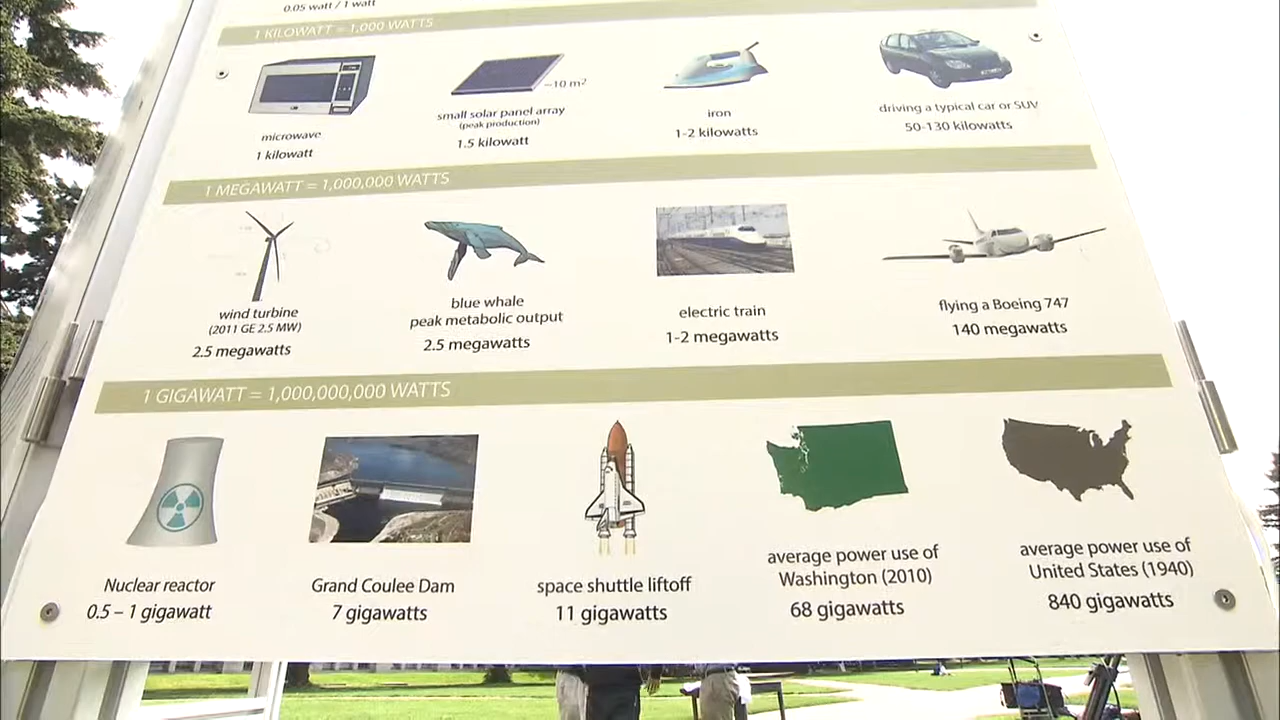 0.05 watt / 1 watt
1 KILOWATT = 1,000 WATTS
~10 m²
microwave
1 kilowatt
small solar panel array
(peak production)
1.5 kilowatt
iron
1-2 kilowatts
driving a typical car or SUV
50-130 kilowatts
1 MEGAWATT = 1,000,000 WATTS
wind turbine
(2011 GE 2.5 MW)
2.5 megawatts
blue whale
peak metabolic output
2.5 megawatts
electric train
1-2 megawatts
flying a Boeing 747
140 megawatts
1 GIGAWATT = 1,000,000,000 WATTS
Nuclear reactor
0.5 – 1 gigawatt
Grand Coulee Dam
7 gigawatts
space shuttle liftoff
11 gigawatts
average power use of
Washington (2010)
68 gigawatts
average power use of
United States (1940)
840 gigawatts